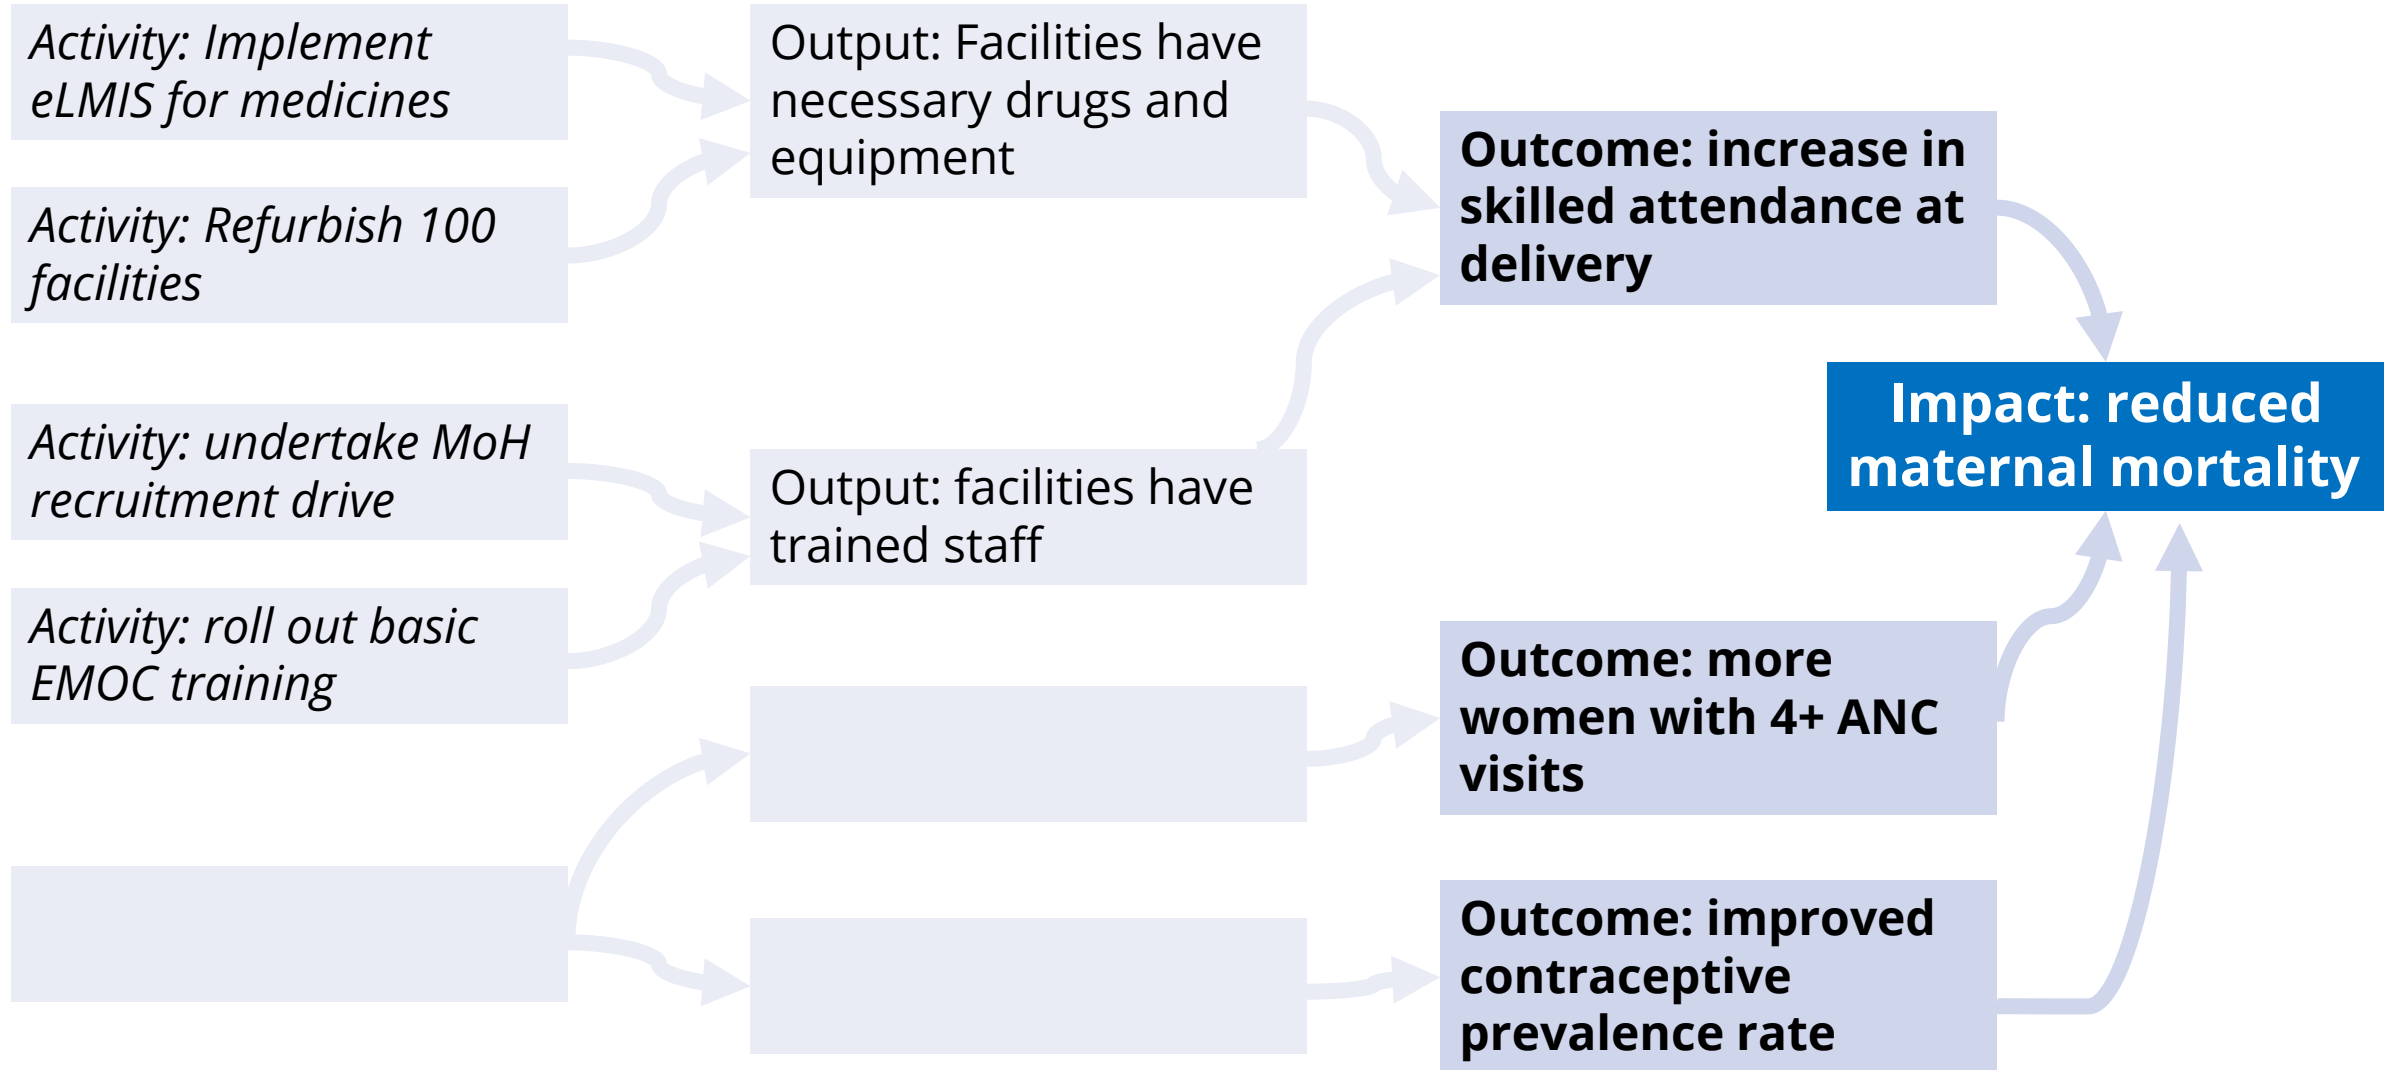 Activity: Implement
eLMIS for medicines
Activity: Refurbish 100
facilities
Activity: undertake MoH
recruitment drive
Activity: roll out basic
EMOC training
Output: Facilities have
necessary drugs and
equipment
Output: facilities have
trained staff
Outcome: increase in
skilled attendance at
delivery
Outcome: more
women with 4+ ANC
visits
Outcome: improved
contraceptive
prevalence rate
Impact: reduced
maternal mortality